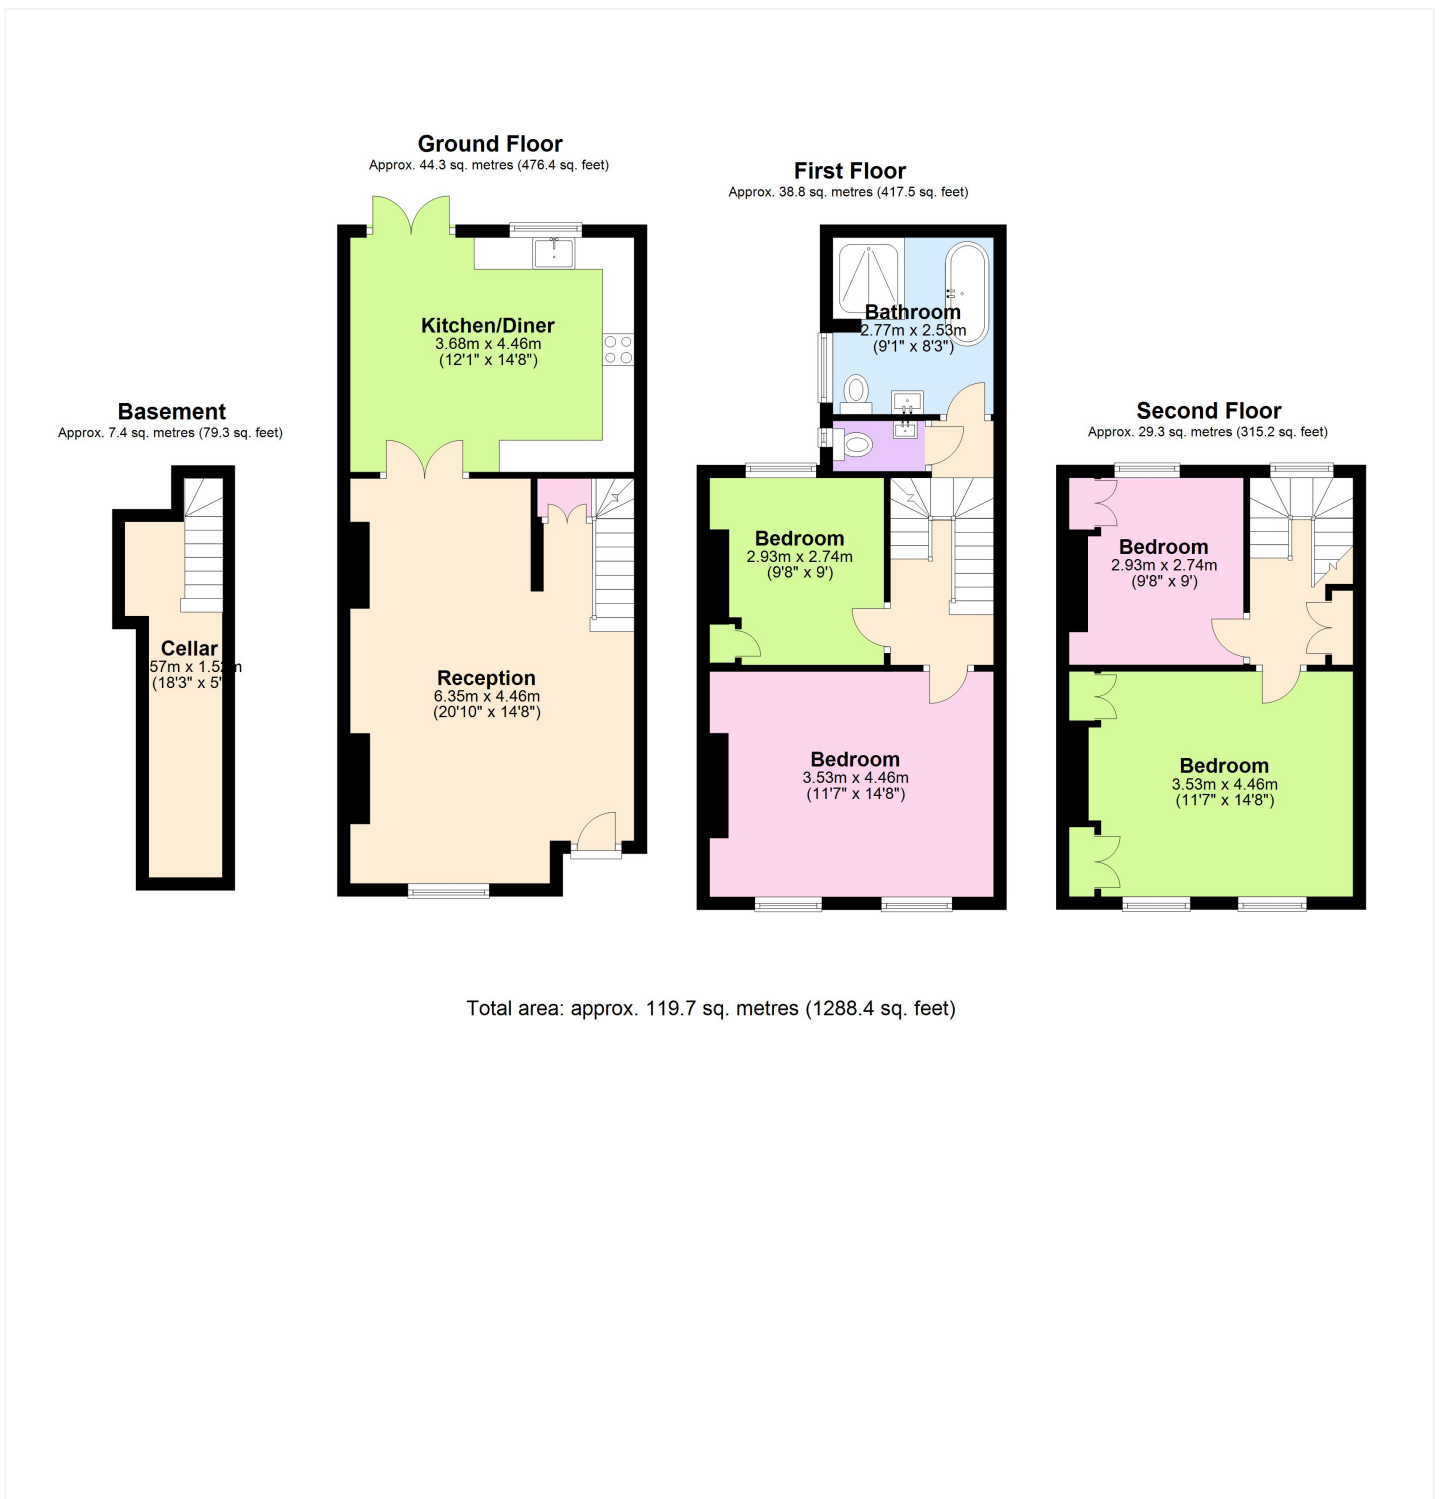 Ground Floor
Approx. 44.3 sq. metres (476.4 sq. feet)
First Floor
Approx. 38.8 sq. metres (417.5 sq. feet)
Kitchen/Diner
3.68m x 4.46m
(12'1" x 14'8")
Bathroom
2.77m x 2.53m
(9'1" x 8'3")
Basement
Approx. 7.4 sq. metres (79.3 sq. feet)
Second Floor
Approx. 29.3 sq. metres (315.2 sq. feet)
Cellar
57m x 1.52m
(18'3" x 5'
Reception
6.35m x 4.46m
(20'10" x 14'8")
Bedroom
2.93m x 2.74m
(9'8" x 9')
Bedroom
3.53m x 4.46m
(11'7" x 14'8")
Bedroom
2.93m x 2.74m
(9'8" x 9')
Bedroom
3.53m x 4.46m
(11'7" x 14'8")
Total area: approx. 119.7 sq. metres (1288.4 sq. feet)